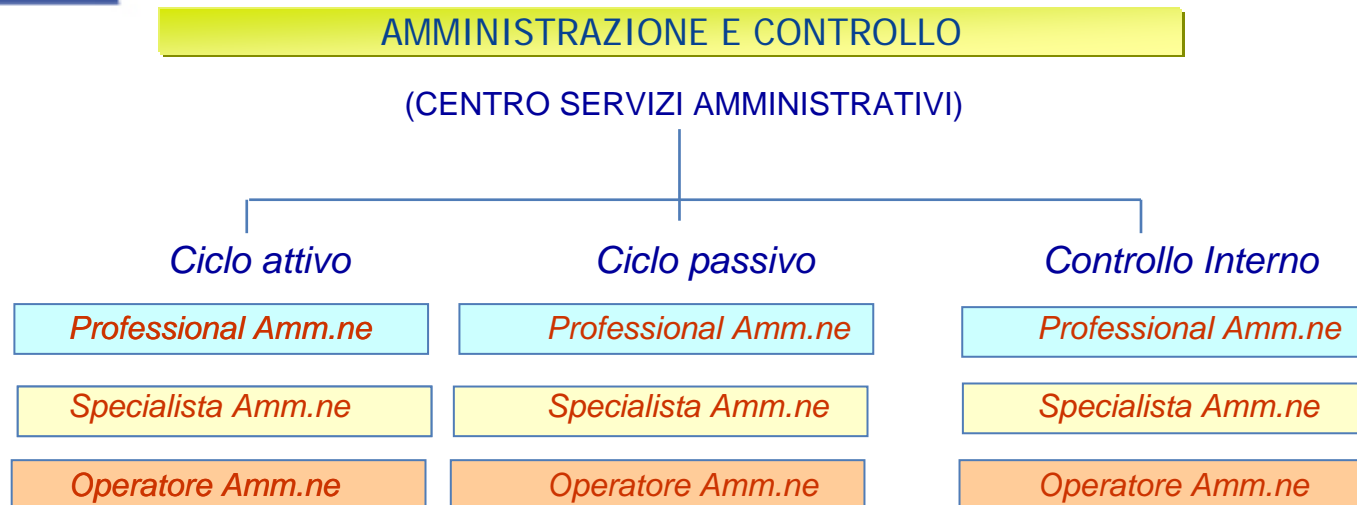 AMMINISTRAZIONE E CONTROLLO
(CENTRO SERVIZI AMMINISTRATIVI)
Ciclo attivo Ciclo passivo Controllo Interno
Professional Amm.ne Professional Amm.ne Professional Amm.ne
Specialista Amm.ne Specialista Amm.ne Specialista Amm.ne
Operatore Amm.ne Operatore Amm.ne Operatore Amm.ne